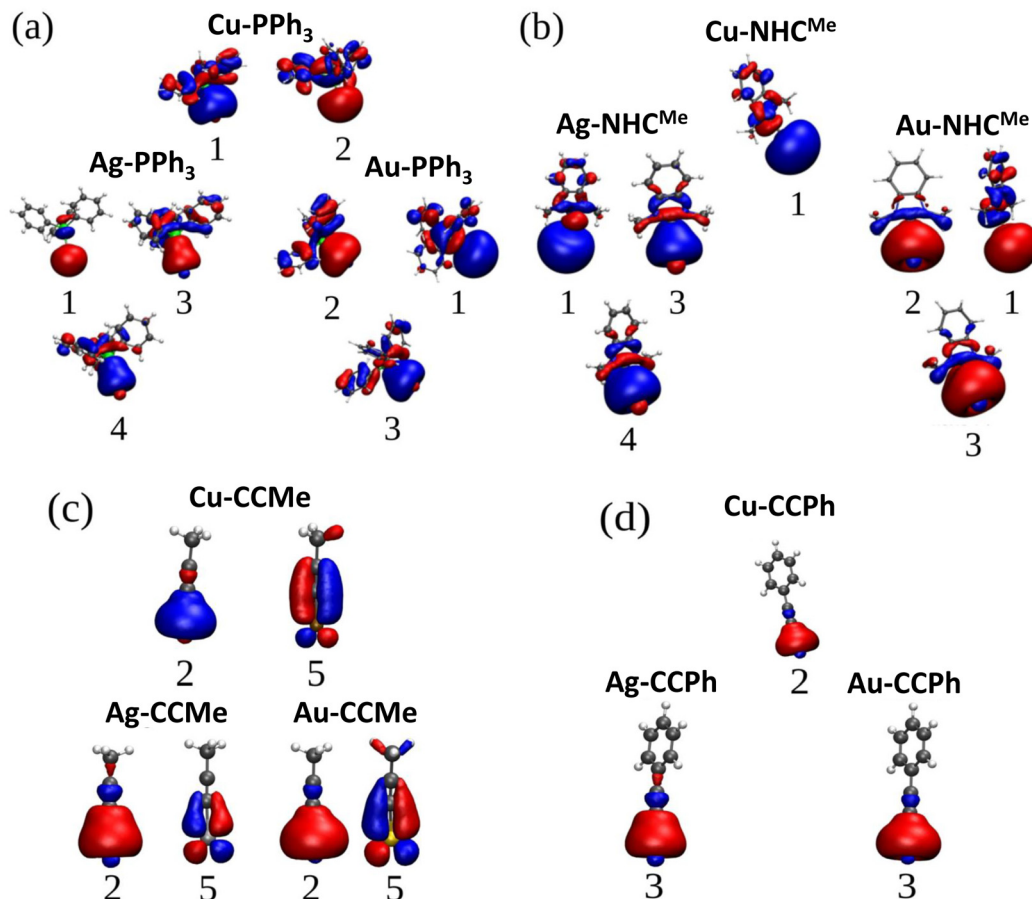 (a)
Cu-PPh₃
1 2
Ag-PPh₃ Au-PPh₃
1 3 2 1
4 3
(b)
Cu-NHCᴹᵉ
1
Ag-NHCᴹᵉ Au-NHCᴹᵉ
1 3 2 1
4 3
(c)
Cu-CCMe
2 5
Ag-CCMe Au-CCMe
2 5 2 5
(d)
Cu-CCPh
2
Ag-CCPh Au-CCPh
3 3